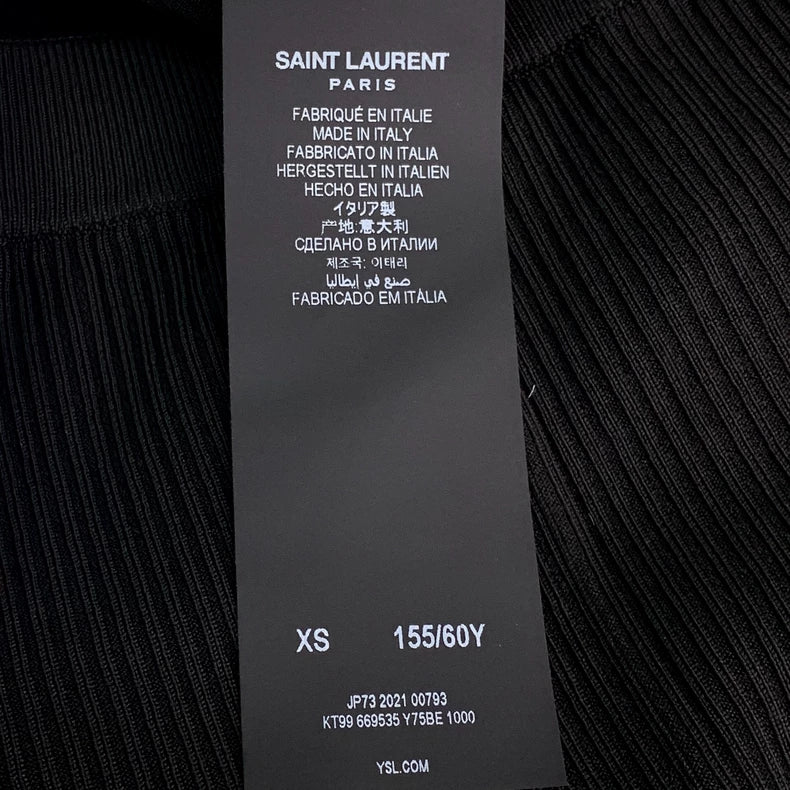 SAINT LAURENT
PARIS
FABRIQUÉ EN ITALIE
MADE IN ITALY
FABBRICATO IN ITALIA
HERGESTELLT IN ITALIEN
HECHO EN ITALIA
イタリア製
产地:意大利
СДЕЛАНО В ИТАЛИИ
제조국: 이태리
صنع في إيطاليا
FABRICADO EM ITÁLIA
XS 155/60Y
JP73 2021 00793
KT99 669535 Y75BE 1000
YSL.COM